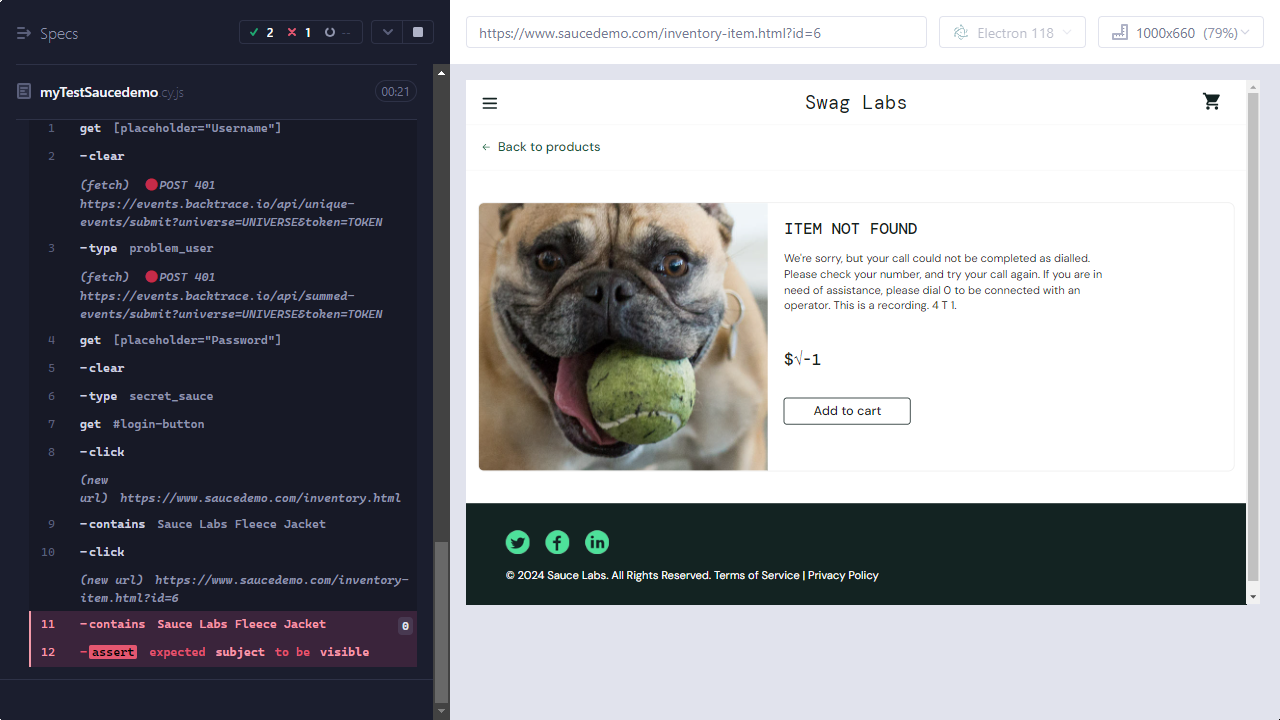 Specs
2 1 --
myTestSaucedemo.cy.js 00:21
1 get [placeholder="Username"]
2 -clear
(fetch) POST 401
https://events.backtrace.io/api/unique-
events/submit?universe=UNIVERSE&token=TOKEN
3 -type problem_user
(fetch) POST 401
https://events.backtrace.io/api/summed-
events/submit?universe=UNIVERSE&token=TOKEN
4 get [placeholder="Password"]
5 -clear
6 -type secret_sauce
7 get #login-button
8 -click
(new
url) https://www.saucedemo.com/inventory.html
9 -contains Sauce Labs Fleece Jacket
10 -click
(new url) https://www.saucedemo.com/inventory-
item.html?id=6
11 -contains Sauce Labs Fleece Jacket 0
12 -assert expected subject to be visible
https://www.saucedemo.com/inventory-item.html?id=6
Electron 118
1000x660 (79%)
Swag Labs
← Back to products
ITEM NOT FOUND
We're sorry, but your call could not be completed as dialled.
Please check your number, and try your call again. If you are in
need of assistance, please dial 0 to be connected with an
operator. This is a recording. 4 T 1.
$√-1
Add to cart
© 2024 Sauce Labs. All Rights Reserved. Terms of Service | Privacy Policy